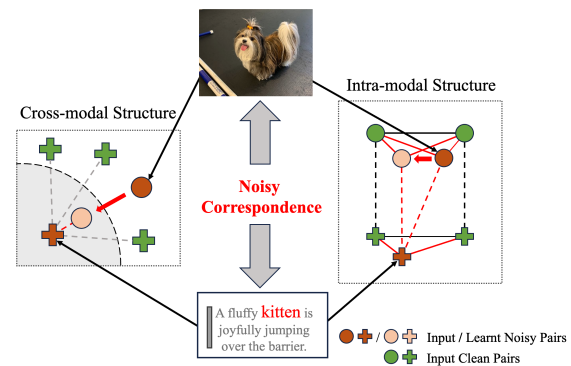 Cross-modal Structure
Intra-modal Structure
Noisy
Correspondence
A fluffy kitten is
joyfully jumping
over the barrier.
/ Input / Learnt Noisy Pairs
Input Clean Pairs